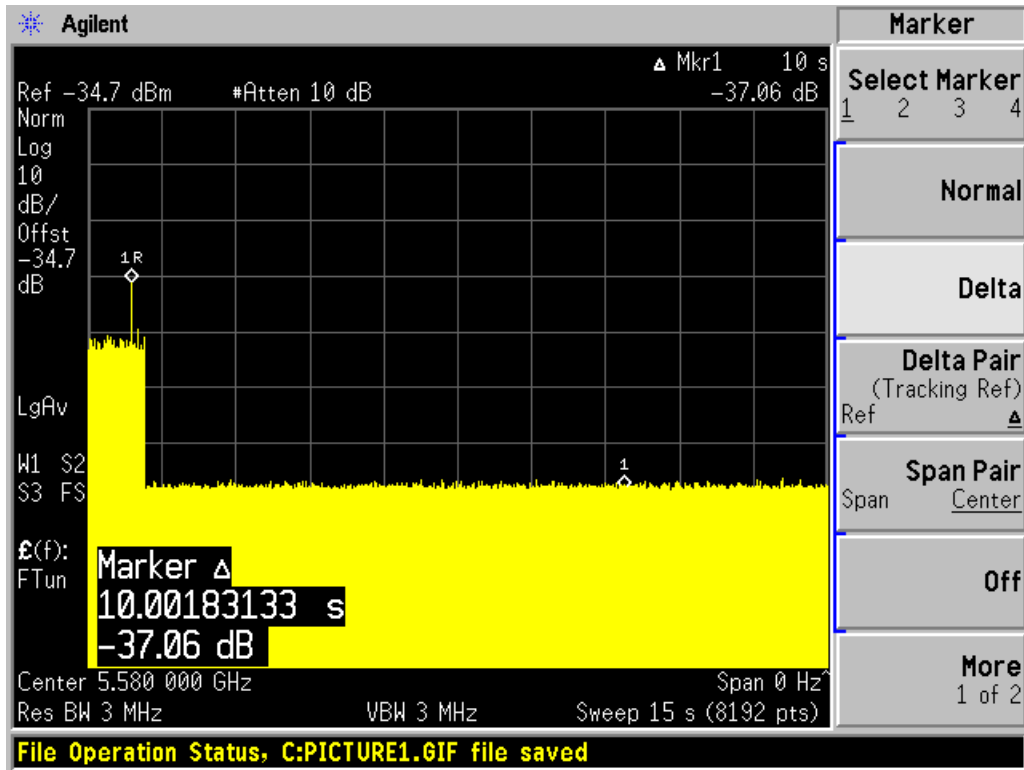 Agilent
Marker
Δ Mkr1 10 s
Ref −34.7 dBm #Atten 10 dB −37.06 dB
Norm
Log
10
dB/
Offst
−34.7
dB
1R
LgAv
1
W1 S2
S3 FS
£(f):
FTun
Marker Δ
10.00183133 s
−37.06 dB
Center 5.580 000 GHz Span 0 Hz^
Res BW 3 MHz VBW 3 MHz Sweep 15 s (8192 pts)
File Operation Status, C:PICTURE1.GIF file saved
Select Marker
1 2 3 4
Normal
Delta
Delta Pair
(Tracking Ref)
Ref Δ
Span Pair
Span Center
Off
More
1 of 2